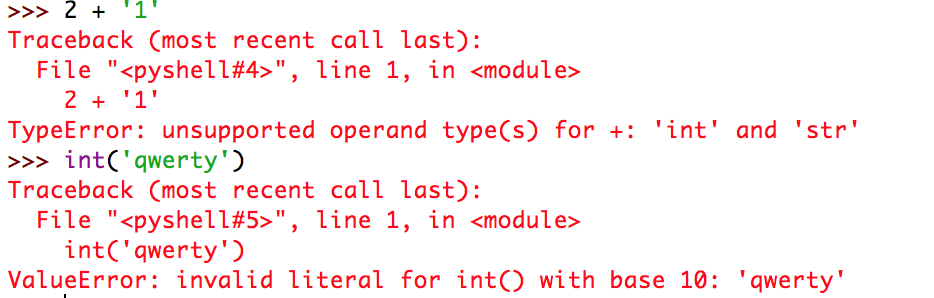 >>> 2 + '1'
Traceback (most recent call last):
  File "<pyshell#4>", line 1, in <module>
    2 + '1'
TypeError: unsupported operand type(s) for +: 'int' and 'str'
>>> int('qwerty')
Traceback (most recent call last):
  File "<pyshell#5>", line 1, in <module>
    int('qwerty')
ValueError: invalid literal for int() with base 10: 'qwerty'